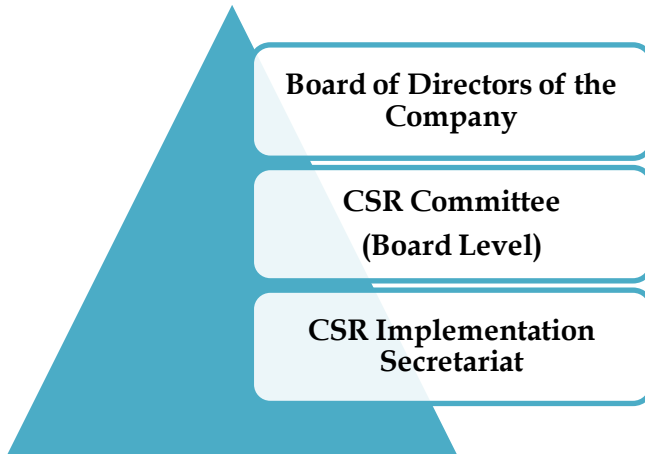 Board of Directors of the
Company
CSR Committee
(Board Level)
CSR Implementation
Secretariat